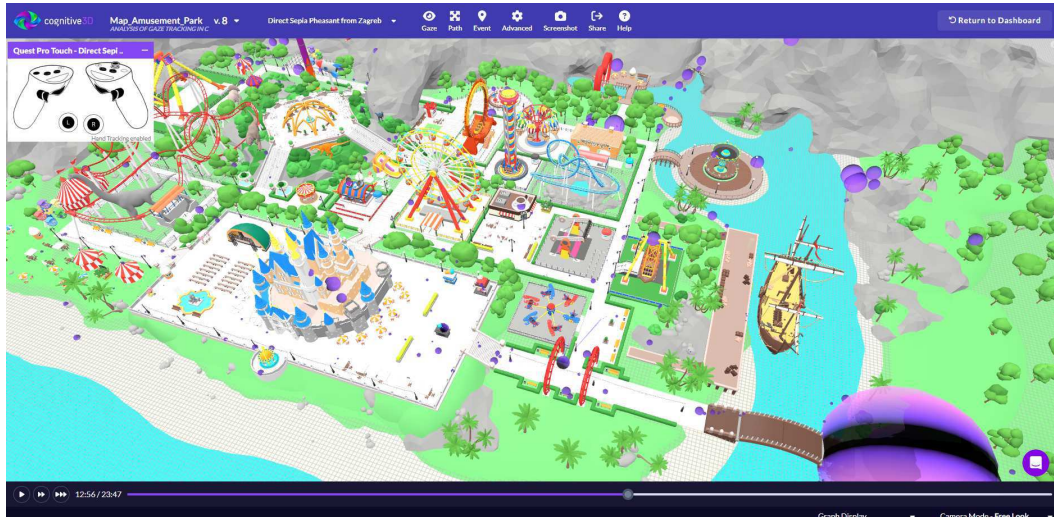 cognitive3D
Map_Amusement_Park v. 8
ANALYSIS OF GAZE TRACKING IN C
Direct Sepia Pheasant from Zagreb
Gaze Path Event Advanced Screenshot Share Help
Return to Dashboard
Quest Pro Touch - Direct Sepi ..
L R
Hand Tracking enabled
12:56 / 23:47
Graph Display
Camera Mode - Free Look